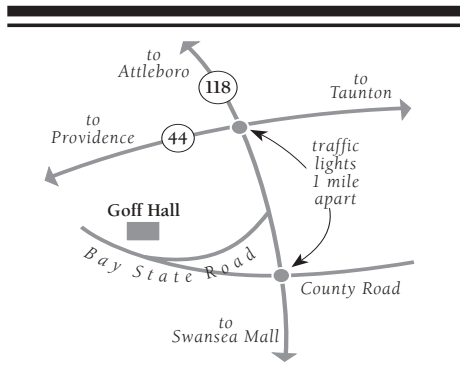 to
Attleboro
118
to
Taunton
to
Providence
44
traffic
lights
1 mile
apart
Goff Hall
Bay State Road
County Road
to
Swansea Mall